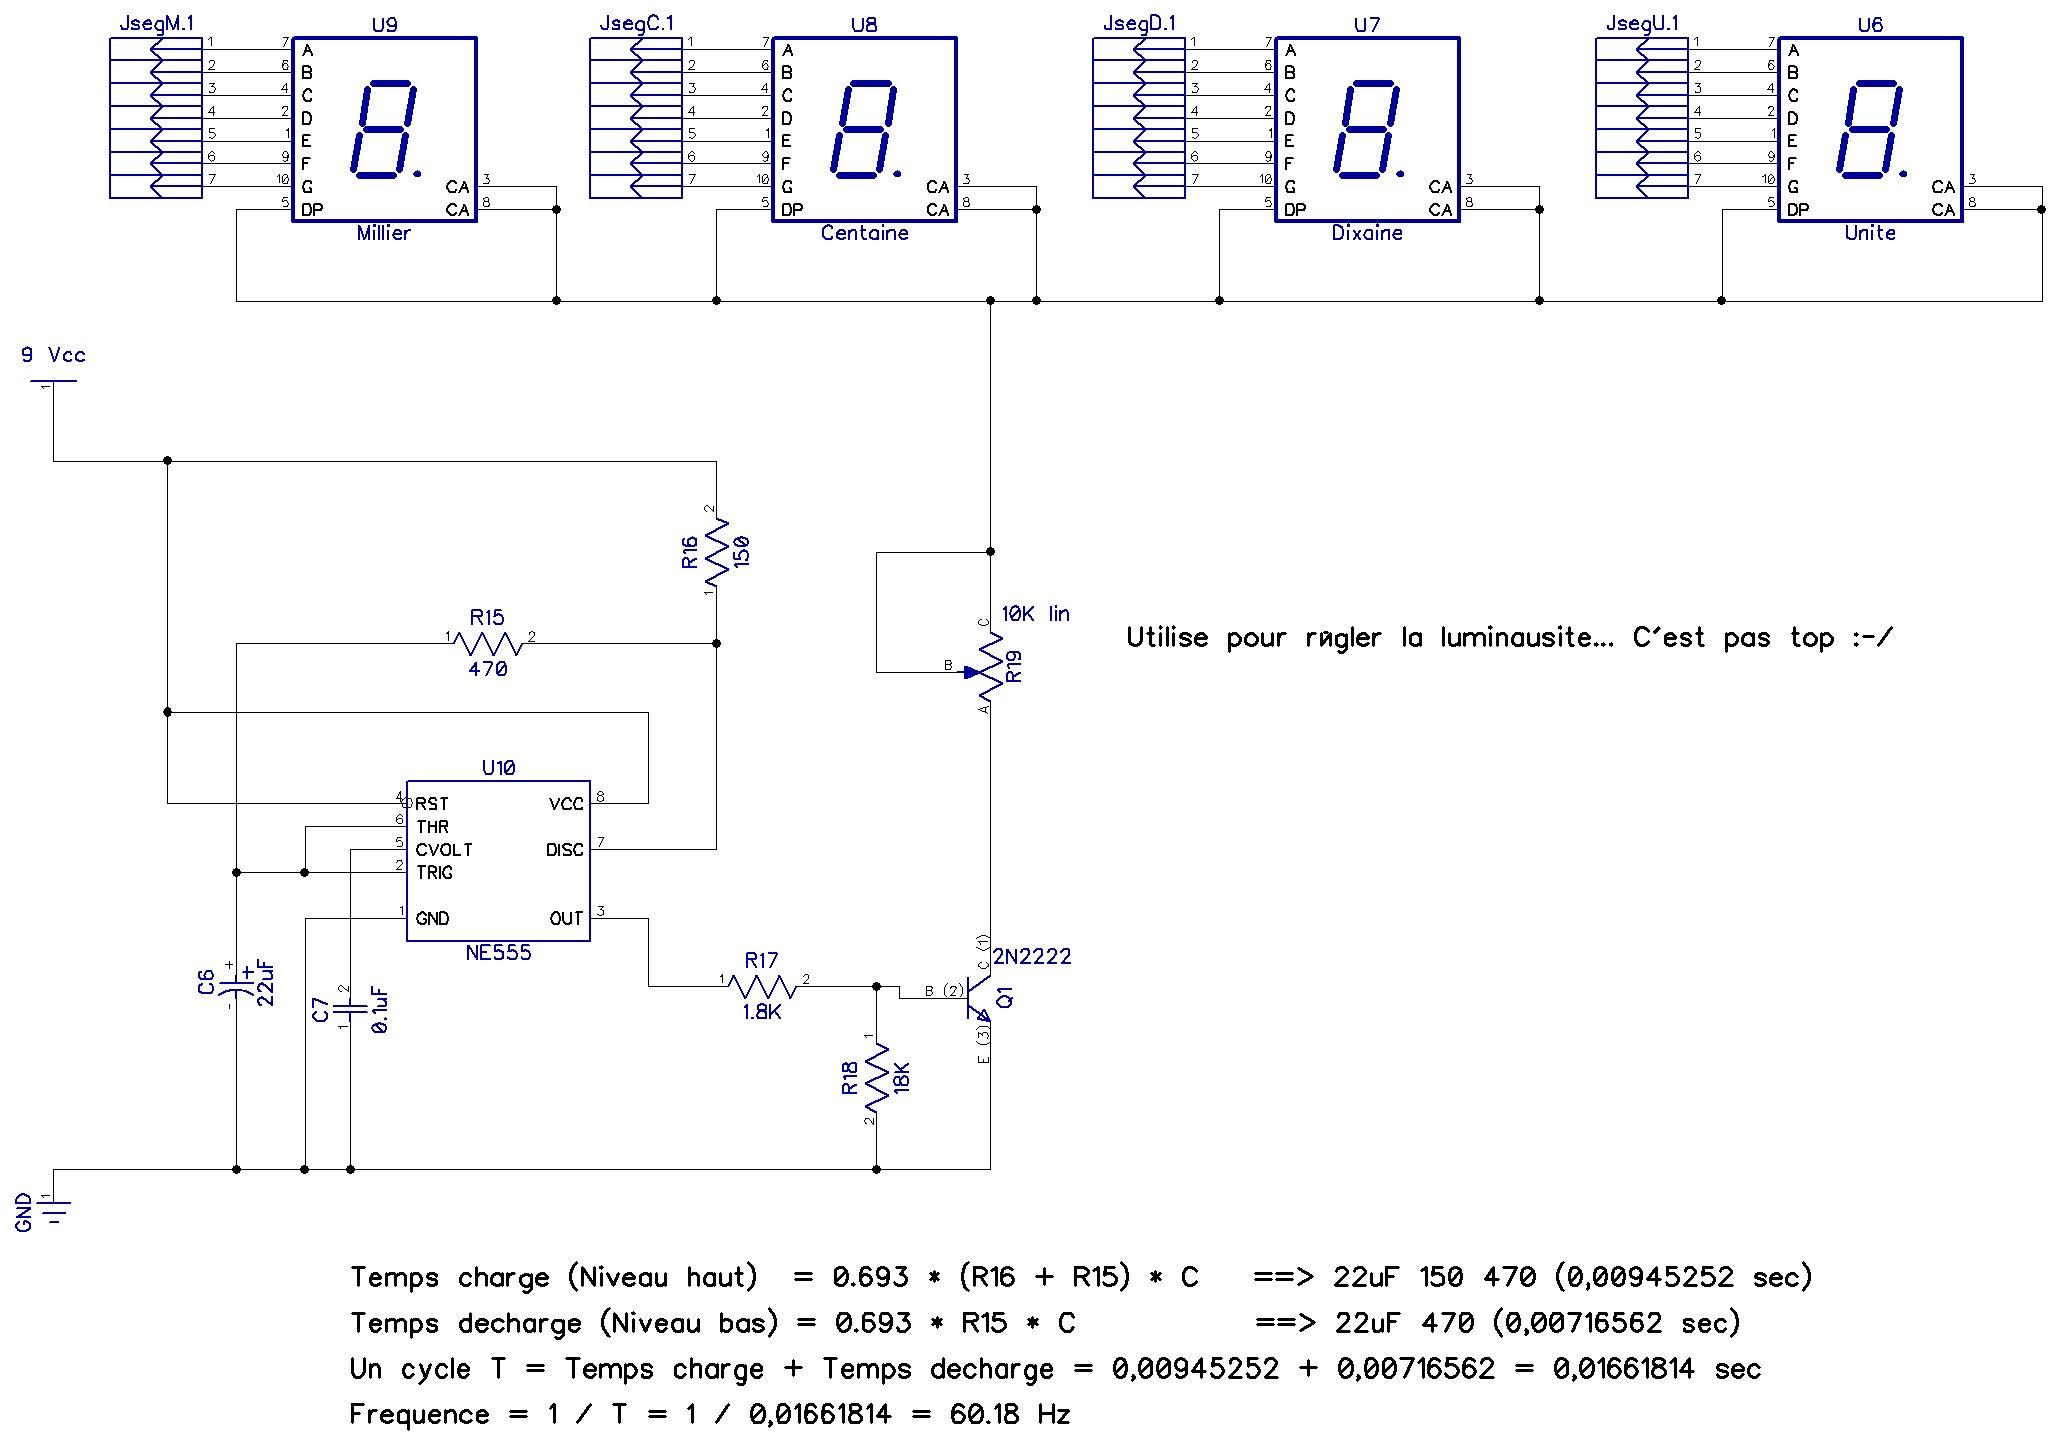 JsegM.1
U9
1 7 A
2 6 B
3 4 C
4 2 D
5 1 E
6 9 F
7 10 G
5 DP
CA 3
CA 8
Millier
JsegC.1
U8
1 7 A
2 6 B
3 4 C
4 2 D
5 1 E
6 9 F
7 10 G
5 DP
CA 3
CA 8
Centaine
JsegD.1
U7
1 7 A
2 6 B
3 4 C
4 2 D
5 1 E
6 9 F
7 10 G
5 DP
CA 3
CA 8
Dixaine
JsegU.1
U6
1 7 A
2 6 B
3 4 C
4 2 D
5 1 E
6 9 F
7 10 G
5 DP
CA 3
CA 8
Unite
9 Vcc
1
2
R16
150
1
R15
1 2
470
C
10K lin
B
R19
A
Utilise pour rйgler la luminausite... C'est pas top :-/
U10
4 RST
6 THR
5 CVOLT
2 TRIG
1 GND
VCC 8
DISC 7
OUT 3
NE555
+
C6
+
22uF
-
2
C7
0.1uF
1
R17
1 2
1.8K
1
R18
18K
2
C (1)
2N2222
B (2)
Q1
E (3)
GND
1
Temps charge (Niveau haut) = 0.693 * (R16 + R15) * C ==> 22uF 150 470 (0,00945252 sec)
Temps decharge (Niveau bas) = 0.693 * R15 * C ==> 22uF 470 (0,00716562 sec)
Un cycle T = Temps charge + Temps decharge = 0,00945252 + 0,00716562 = 0,01661814 sec
Frequence = 1 / T = 1 / 0,01661814 = 60.18 Hz